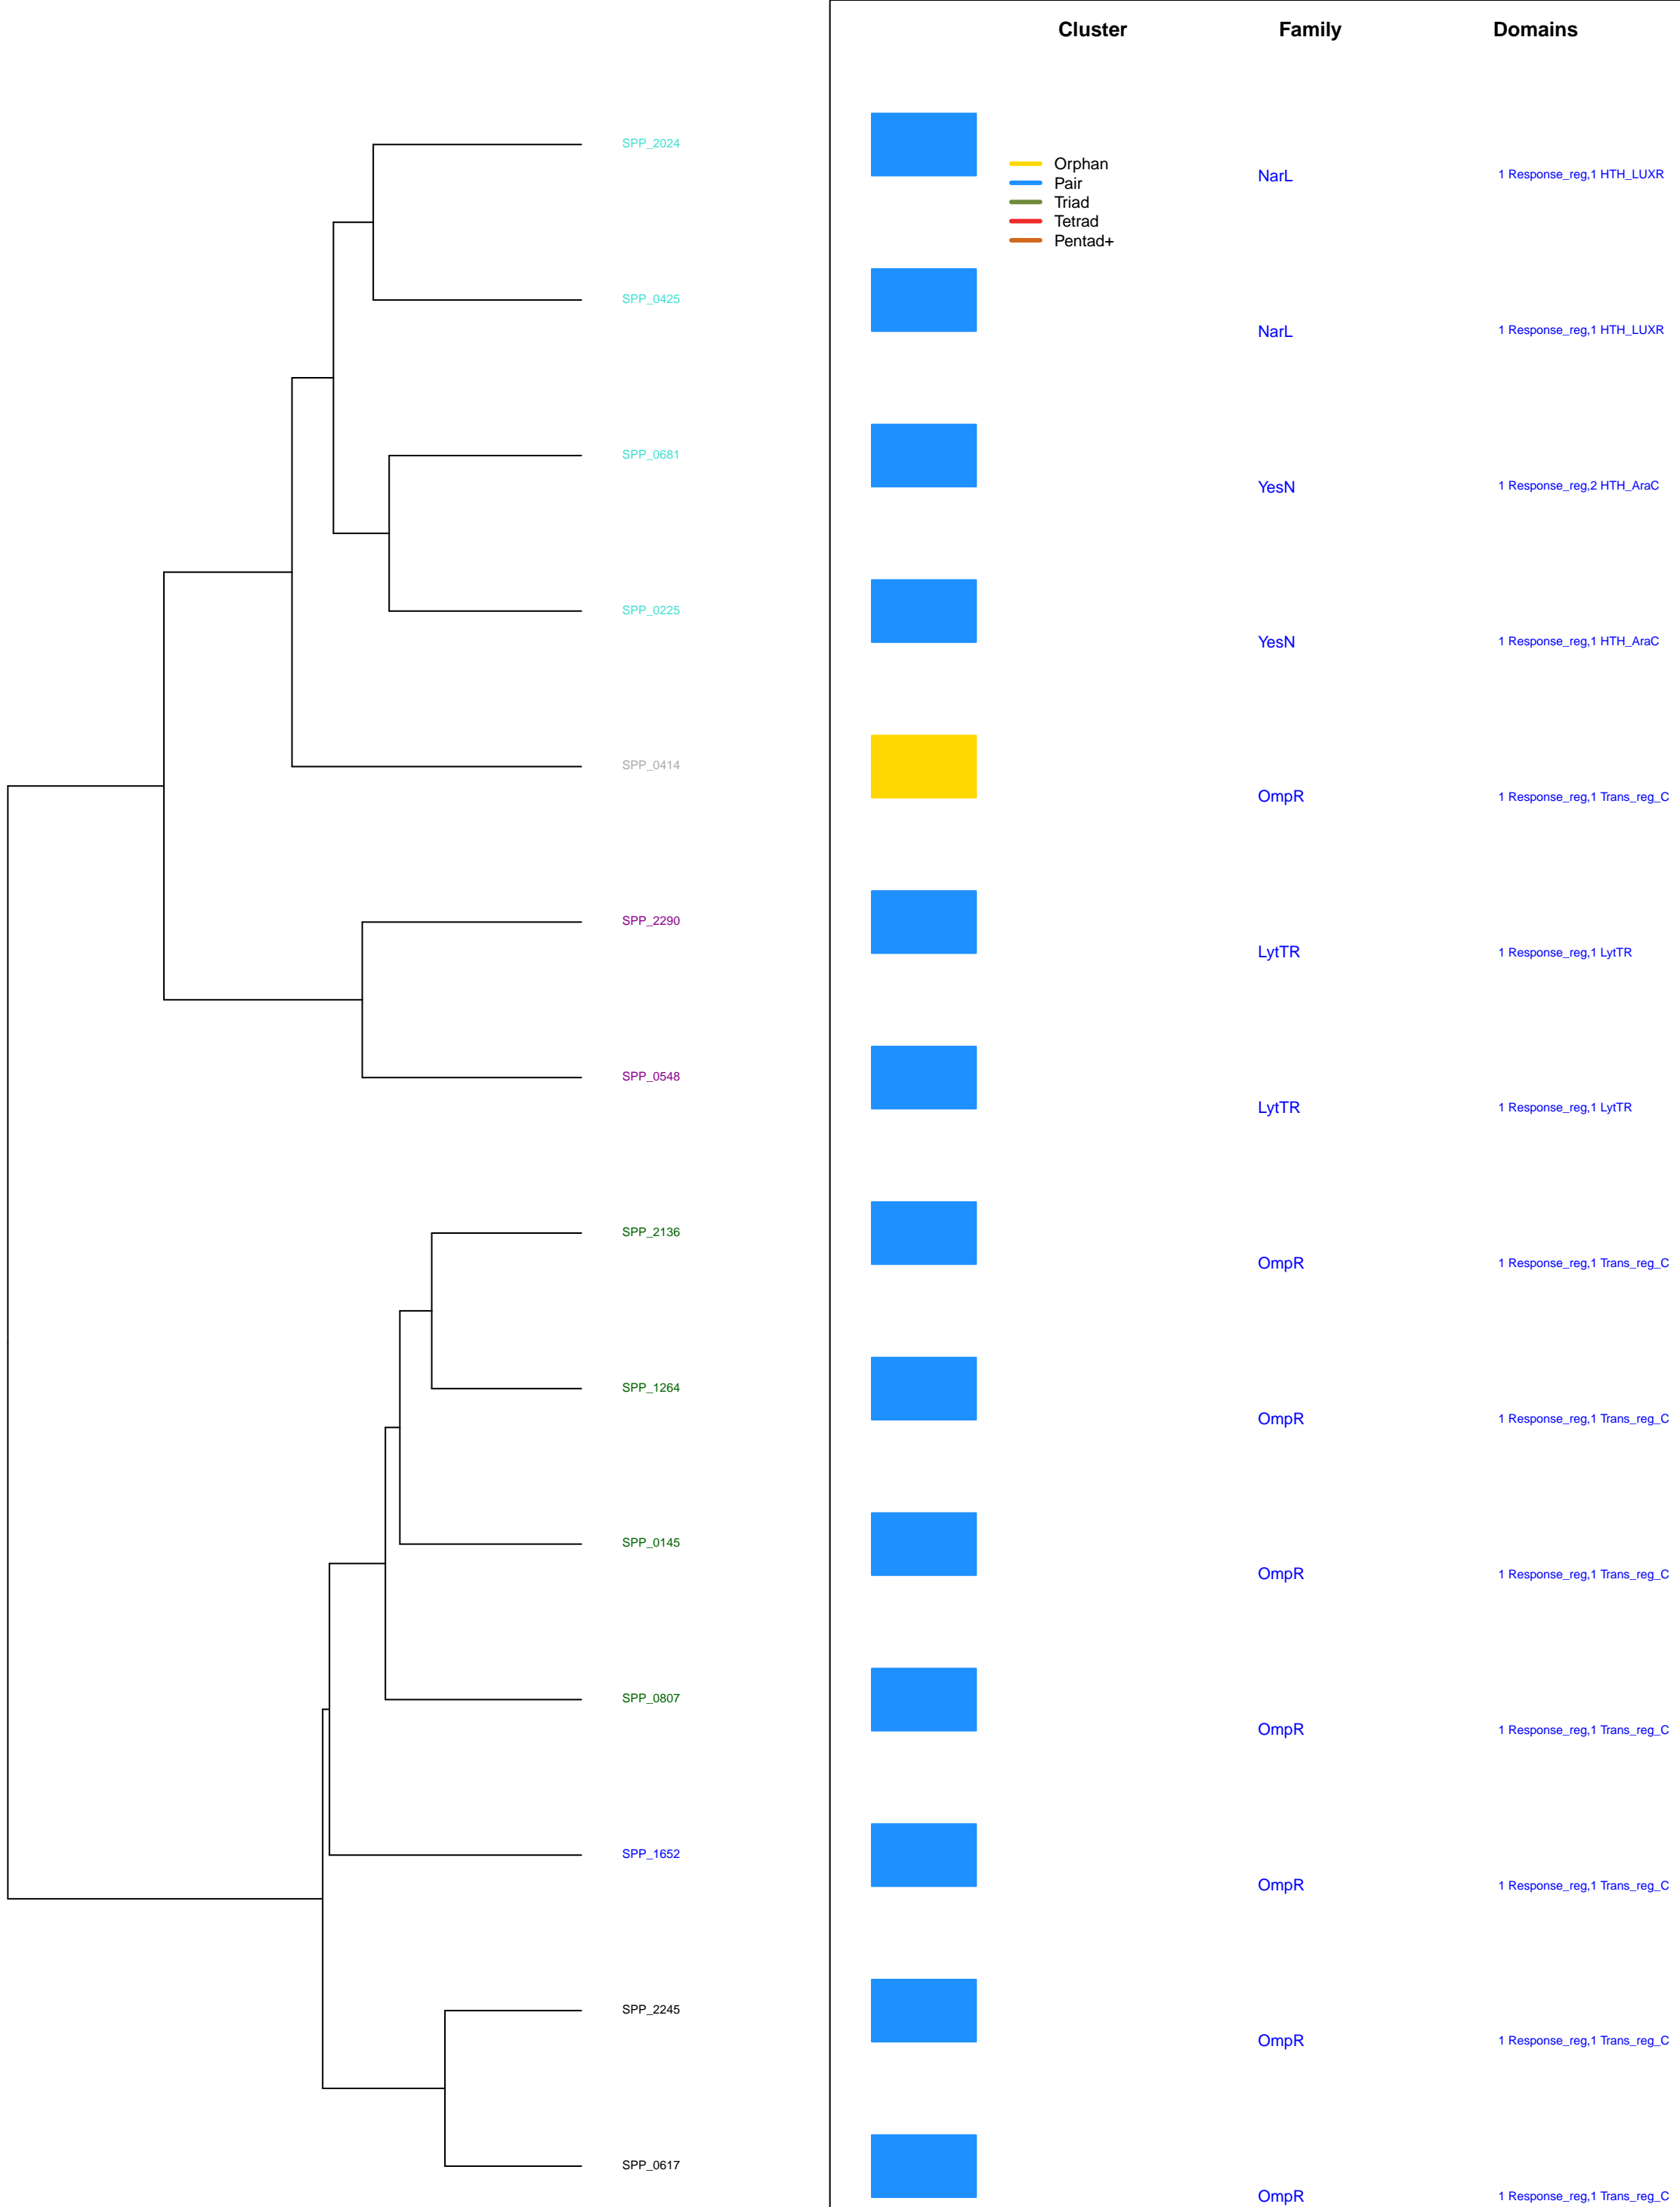 Cluster Family Domains
SPP_2024
Orphan
Pair
Triad
Tetrad
Pentad+
NarL 1 Response_reg,1 HTH_LUXR
SPP_0425
NarL 1 Response_reg,1 HTH_LUXR
SPP_0681
YesN 1 Response_reg,2 HTH_AraC
SPP_0225
YesN 1 Response_reg,1 HTH_AraC
SPP_0414
OmpR 1 Response_reg,1 Trans_reg_C
SPP_2290
LytTR 1 Response_reg,1 LytTR
SPP_0548
LytTR 1 Response_reg,1 LytTR
SPP_2136
OmpR 1 Response_reg,1 Trans_reg_C
SPP_1264
OmpR 1 Response_reg,1 Trans_reg_C
SPP_0145
OmpR 1 Response_reg,1 Trans_reg_C
SPP_0807
OmpR 1 Response_reg,1 Trans_reg_C
SPP_1652
OmpR 1 Response_reg,1 Trans_reg_C
SPP_2245
OmpR 1 Response_reg,1 Trans_reg_C
SPP_0617
OmpR 1 Response_reg,1 Trans_reg_C